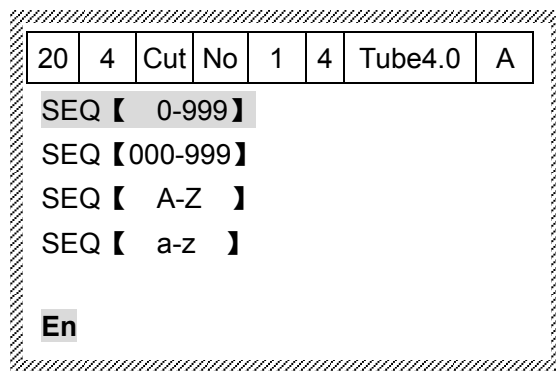 20 4 Cut No 1 4 Tube4.0 A
SEQ【 0-999】
SEQ【000-999】
SEQ【 A-Z 】
SEQ【 a-z 】
En